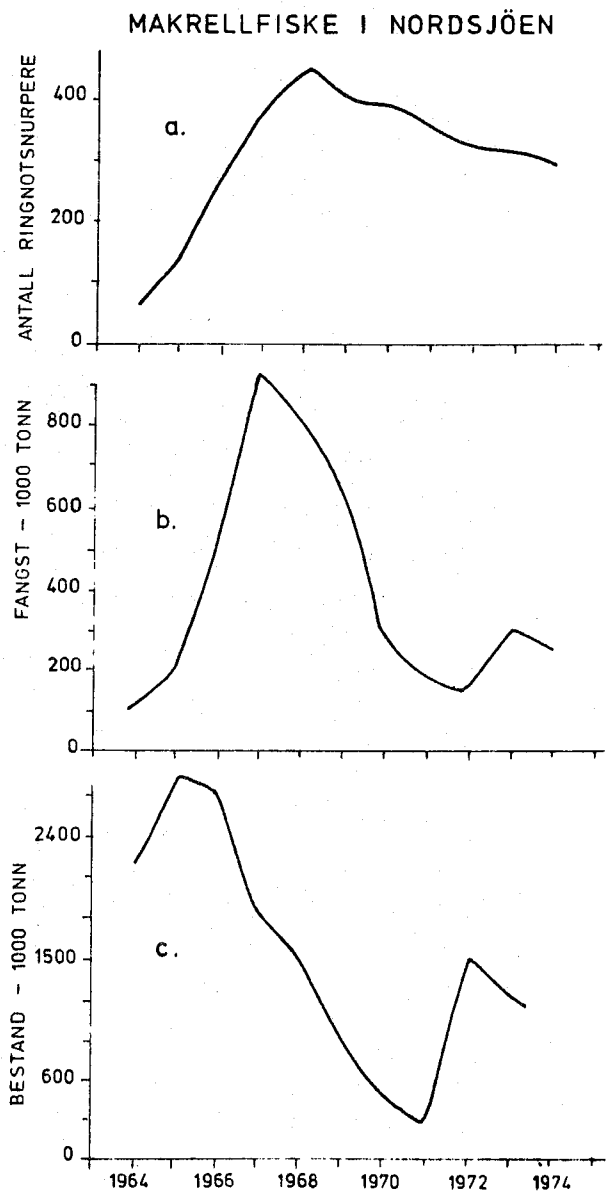 MAKRELLFISKE I NORDSJÖEN
ANTALL RINGNOTSNURPERE
400
200
0
a.
FANGST – 1000 TONN
800
600
400
200
0
b.
BESTAND – 1000 TONN
2400
1500
600
0
c.
1964 1966 1968 1970 1972 1974